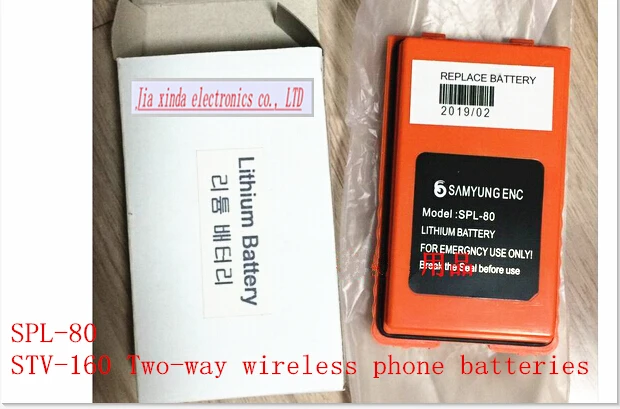 Jia xinda electronics co., LTD
Lithium Battery
리튬 배터리
REPLACE BATTERY
2019/02
SAMYUNG ENC
Model:SPL-80
LITHIUM BATTERY
FOR EMERGNCY USE ONLY!
Break the Seal before use
用品
SPL-80
STV-160 Two-way wireless phone batteries